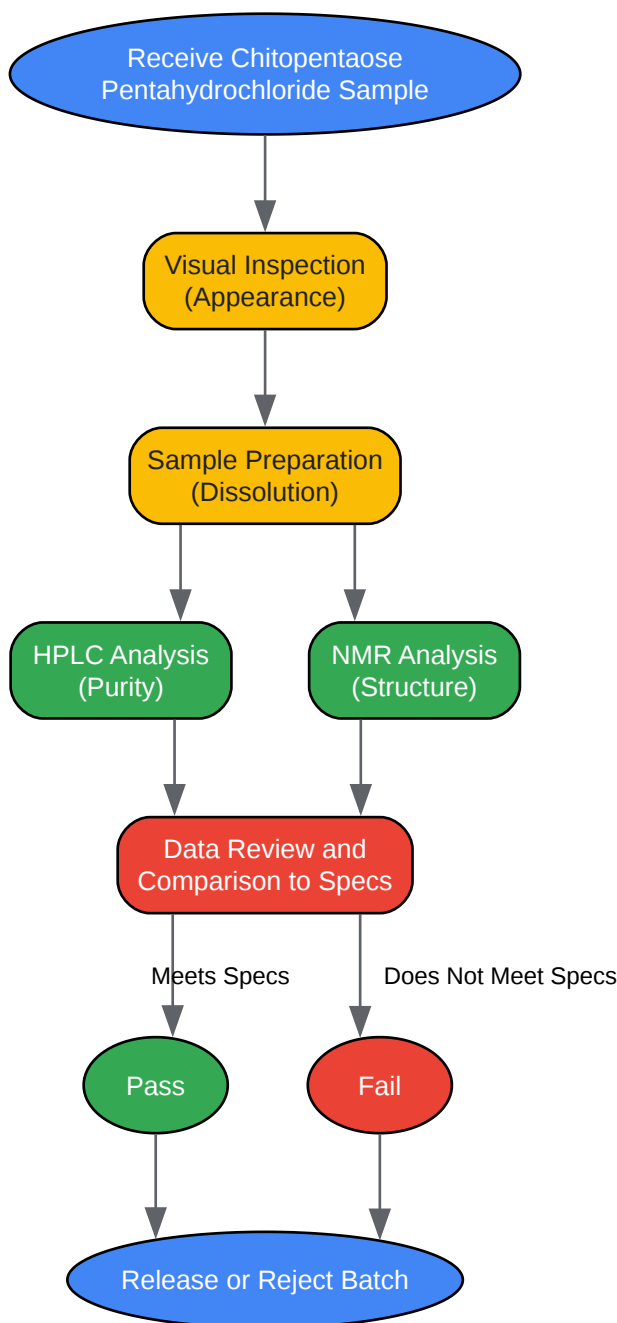 Receive Chitopentaose
Pentahydrochloride Sample
Visual Inspection
(Appearance)
Sample Preparation
(Dissolution)
HPLC Analysis
(Purity)
NMR Analysis
(Structure)
Data Review and
Comparison to Specs
Meets Specs
Does Not Meet Specs
Pass
Fail
Release or Reject Batch